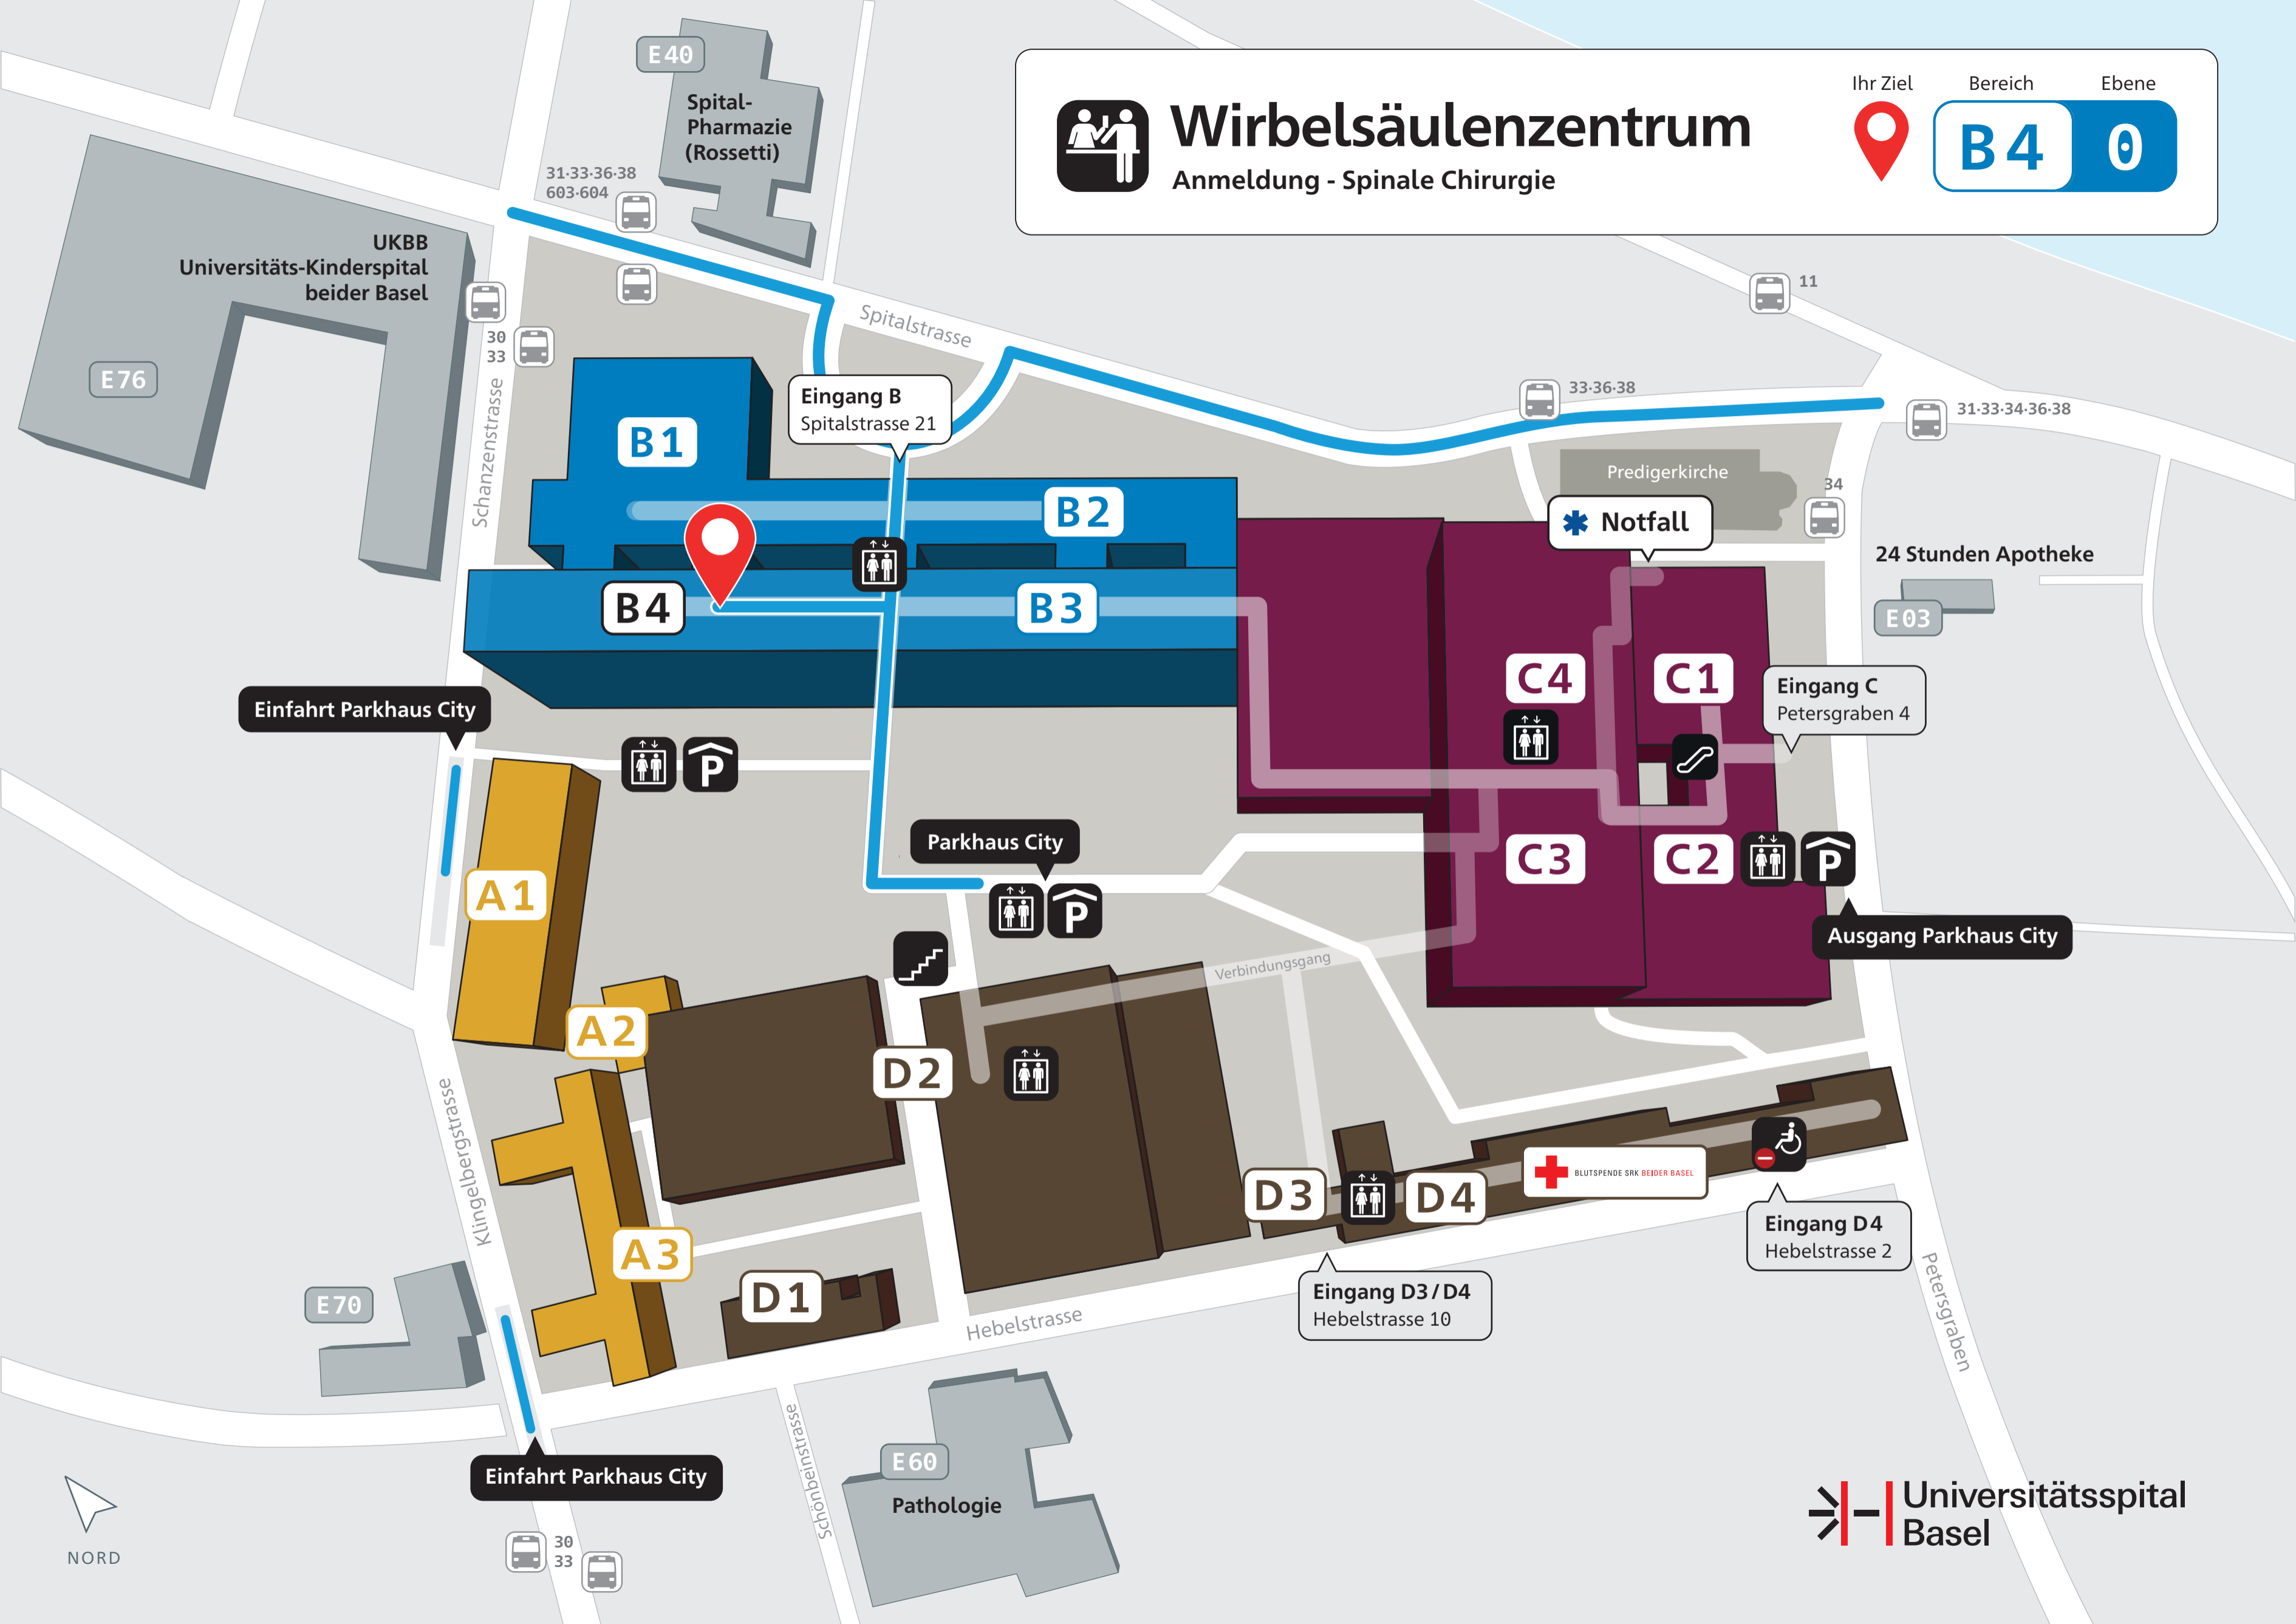 Wirbelsäulenzentrum
Anmeldung - Spinale Chirurgie
Ihr Ziel
Bereich
Ebene
B4
0
E40
Spital-
Pharmazie
(Rossetti)
31·33·36·38
603·604
UKBB
Universitäts-Kinderspital
beider Basel
E76
30
33
Schanzenstrasse
Spitalstrasse
11
33·36·38
31·33·34·36·38
Eingang B
Spitalstrasse 21
B1
B2
B4
B3
Predigerkirche
34
Notfall
24 Stunden Apotheke
E03
C4
C1
Eingang C
Petersgraben 4
Einfahrt Parkhaus City
P
Parkhaus City
P
C3
C2
P
Ausgang Parkhaus City
A1
Verbindungsgang
A2
D2
Klingelbergstrasse
A3
D1
D3
D4
BLUTSPENDE SRK BEIDER BASEL
Eingang D4
Hebelstrasse 2
Eingang D3/D4
Hebelstrasse 10
Hebelstrasse
Petersgraben
E70
Einfahrt Parkhaus City
Schönbeinstrasse
E60
Pathologie
30
33
NORD
Universitätsspital
Basel